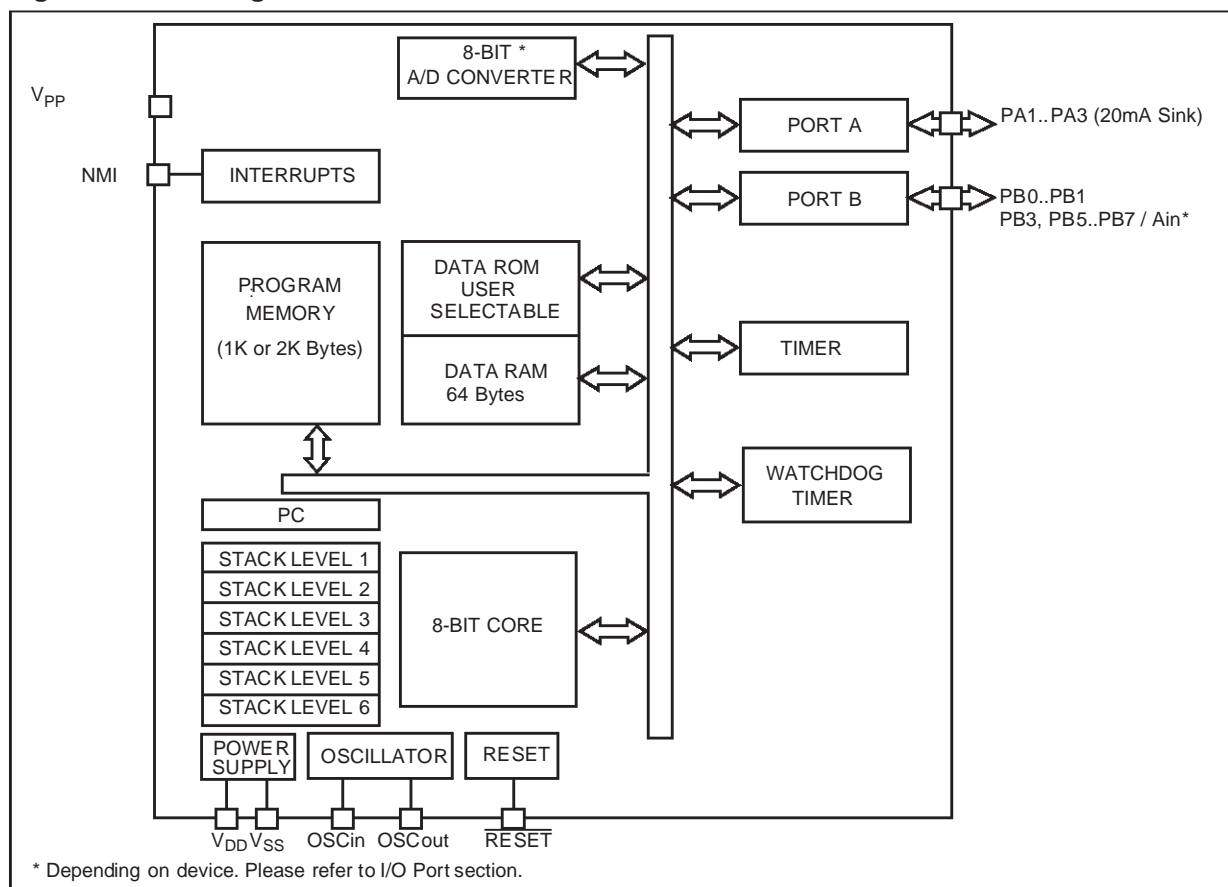 8-BIT *
A/D CONVERTER
V_PP
PORT A
PA1..PA3 (20mA Sink)
NMI
INTERRUPTS
PORT B
PB0..PB1
PB3, PB5..PB7 / Ain*
PROGRAM
MEMORY
(1K or 2K Bytes)
DATA ROM
USER
SELECTABLE
DATA RAM
64 Bytes
TIMER
WATCHDOG
TIMER
PC
STACK LEVEL 1
STACK LEVEL 2
STACK LEVEL 3
STACK LEVEL 4
STACK LEVEL 5
STACK LEVEL 6
8-BIT CORE
POWER
SUPPLY
OSCILLATOR
RESET
V_DD V_SS OSCin OSCout RESET
* Depending on device. Please refer to I/O Port section.